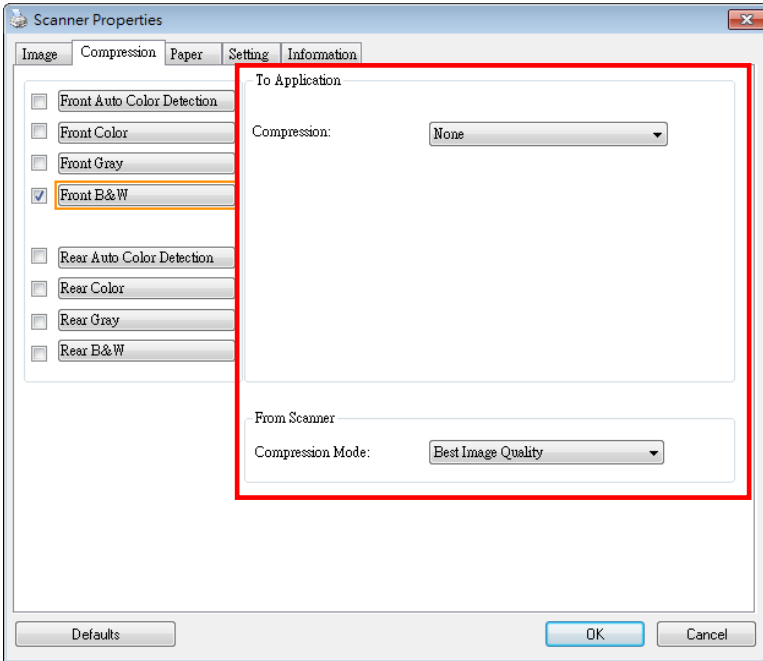 Scanner Properties
Image Compression Paper Setting Information
Front Auto Color Detection
Front Color
Front Gray
Front B&W
Rear Auto Color Detection
Rear Color
Rear Gray
Rear B&W
To Application
Compression: None
From Scanner
Compression Mode: Best Image Quality
Defaults OK Cancel